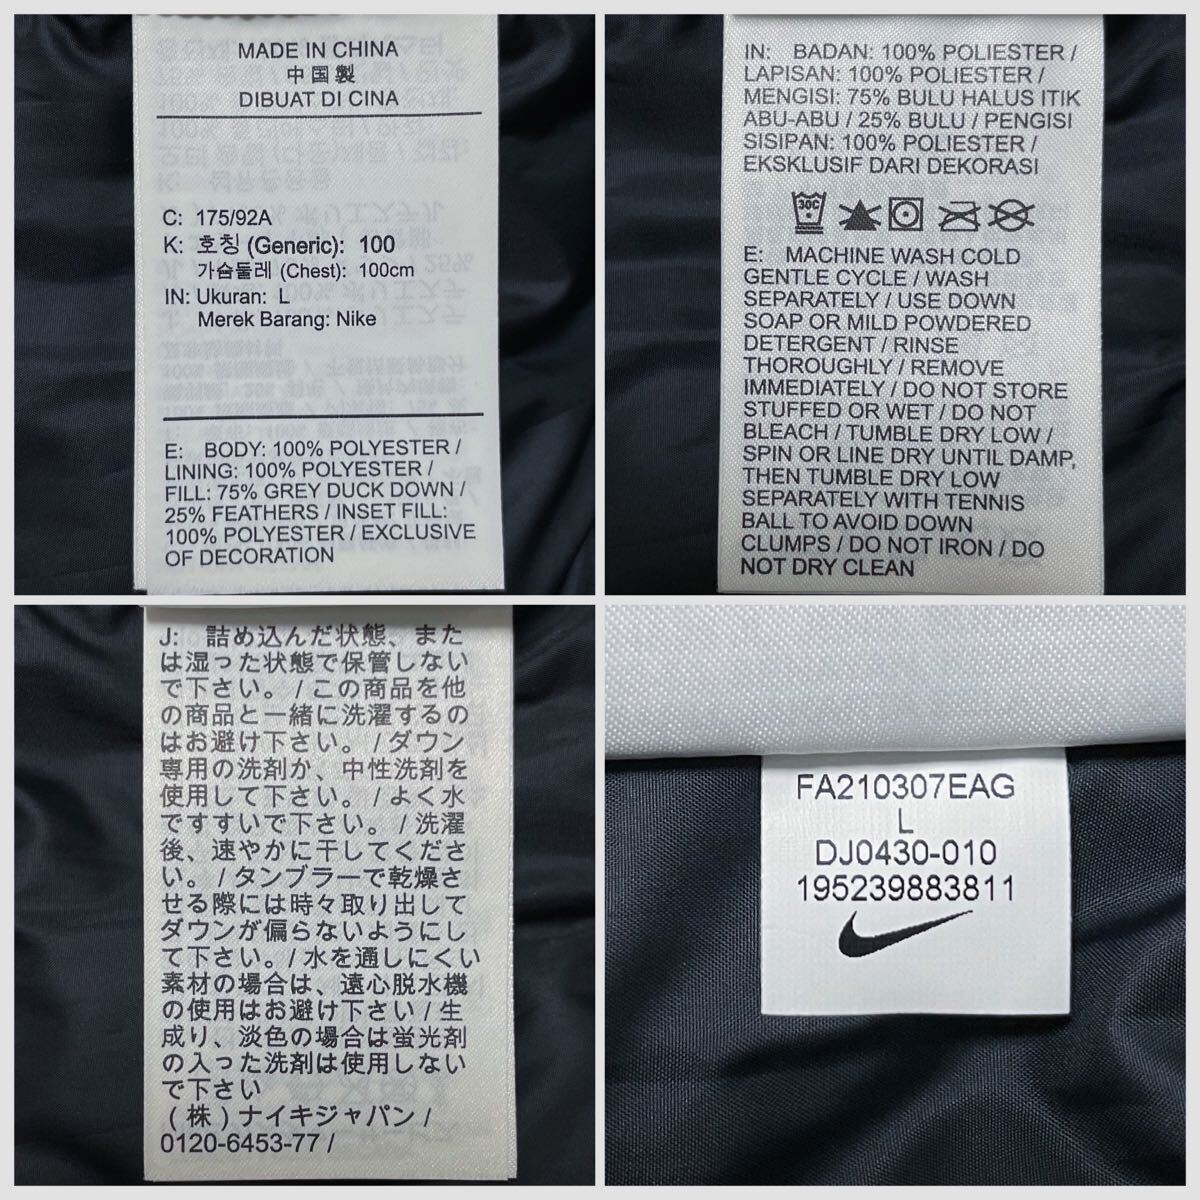 MADE IN CHINA
中国製
DIBUAT DI CINA
C: 175/92A
K: 호칭 (Generic): 100
가슴둘레 (Chest): 100cm
IN: Ukuran: L
Merek Barang: Nike
E: BODY: 100% POLYESTER /
LINING: 100% POLYESTER /
FILL: 75% GREY DUCK DOWN /
25% FEATHERS / INSET FILL:
100% POLYESTER / EXCLUSIVE
OF DECORATION
IN: BADAN: 100% POLIESTER /
LAPISAN: 100% POLIESTER /
MENGISI: 75% BULU HALUS ITIK
ABU-ABU / 25% BULU / PENGISI
SISIPAN: 100% POLIESTER /
EKSKLUSIF DARI DEKORASI
30C
E: MACHINE WASH COLD
GENTLE CYCLE / WASH
SEPARATELY / USE DOWN
SOAP OR MILD POWDERED
DETERGENT / RINSE
THOROUGHLY / REMOVE
IMMEDIATELY / DO NOT STORE
STUFFED OR WET / DO NOT
BLEACH / TUMBLE DRY LOW /
SPIN OR LINE DRY UNTIL DAMP,
THEN TUMBLE DRY LOW
SEPARATELY WITH TENNIS
BALL TO AVOID DOWN
CLUMPS / DO NOT IRON / DO
NOT DRY CLEAN
J: 詰め込んだ状態、また
は湿った状態で保管しない
で下さい。/ この商品を他
の商品と一緒に洗濯するの
はお避け下さい。/ ダウン
専用の洗剤か、中性洗剤を
使用して下さい。/ よく水
ですすいで下さい。/ 洗濯
後、速やかに干してくださ
い。/ タンブラーで乾燥さ
せる際には時々取り出して
ダウンが偏らないようにし
て下さい。/ 水を通しにくい
素材の場合は、遠心脱水機
の使用はお避け下さい / 生
成り、淡色の場合は蛍光剤
の入った洗剤は使用しない
で下さい
(株) ナイキジャパン /
0120-6453-77 /
FA210307EAG
L
DJ0430-010
195239883811